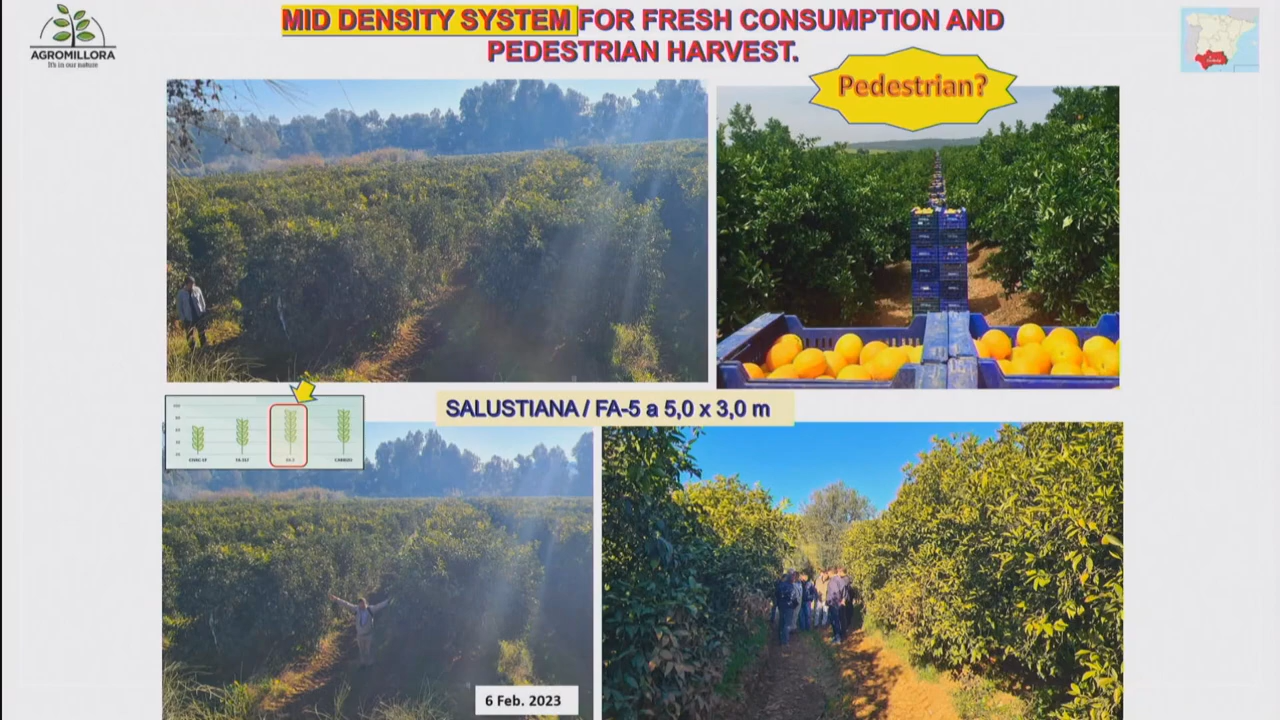 AGROMILLORA
It's in our nature
MID DENSITY SYSTEM FOR FRESH CONSUMPTION AND
PEDESTRIAN HARVEST.
Pedestrian?
SALUSTIANA / FA-5 a 5,0 x 3,0 m
6 Feb. 2023